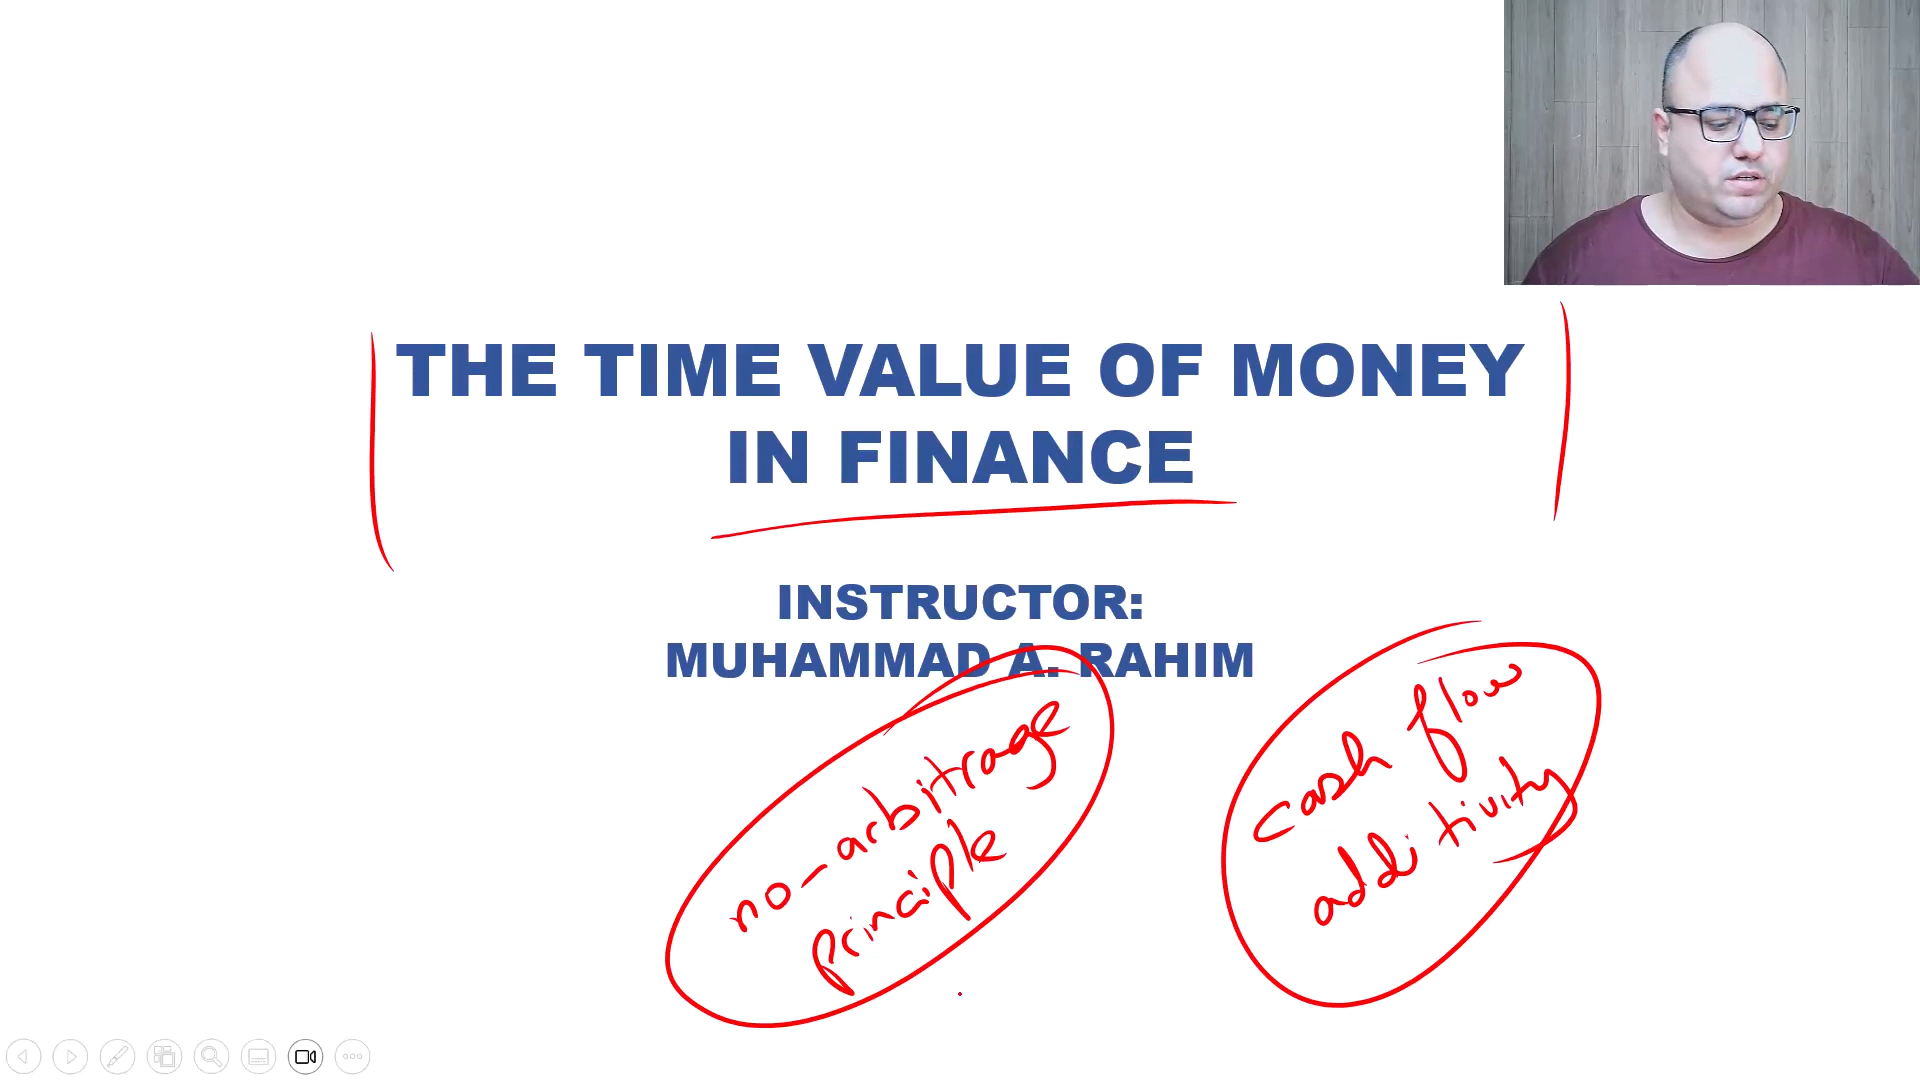 THE TIME VALUE OF MONEY
IN FINANCE
INSTRUCTOR:
MUHAMMAD A. RAHIM
no-arbitrage
principle
cash flow
additivity